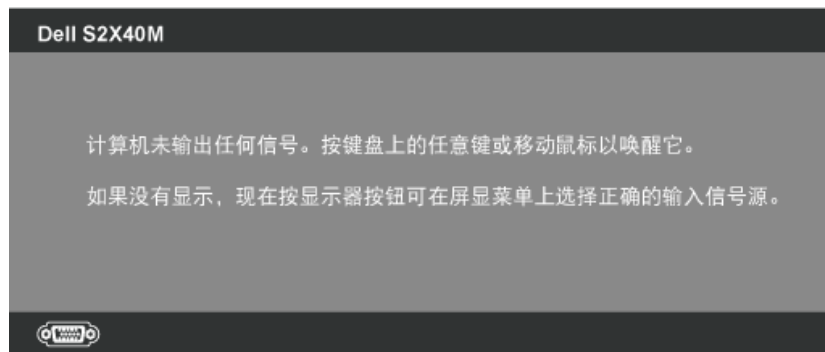 Dell S2X40M
计算机未输出任何信号。按键盘上的任意键或移动鼠标以唤醒它。
如果没有显示，现在按显示器按钮可在屏显菜单上选择正确的输入信号源。